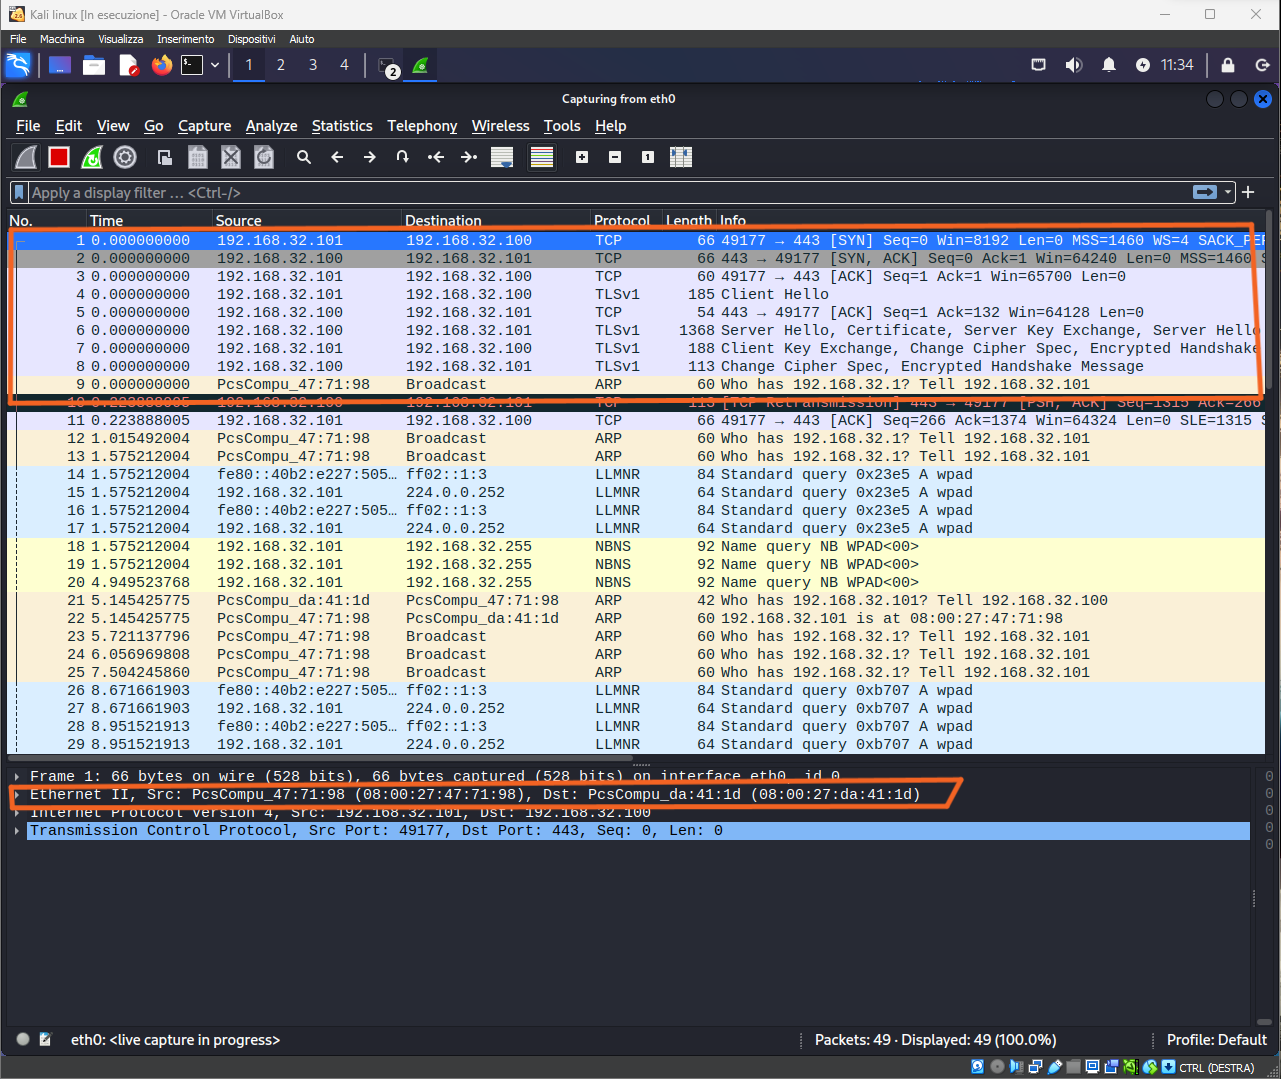 Kali linux [In esecuzione] - Oracle VM VirtualBox
File Macchina Visualizza Inserimento Dispositivi Aiuto
1 2 3 4 2 11:34
Capturing from eth0
File Edit View Go Capture Analyze Statistics Telephony Wireless Tools Help
Apply a display filter ... <Ctrl-/>
No. Time Source Destination Protocol Length Info
1 0.000000000 192.168.32.101 192.168.32.100 TCP 66 49177 → 443 [SYN] Seq=0 Win=8192 Len=0 MSS=1460 WS=4 SACK_PER
2 0.000000000 192.168.32.100 192.168.32.101 TCP 66 443 → 49177 [SYN, ACK] Seq=0 Ack=1 Win=64240 Len=0 MSS=1460 S
3 0.000000000 192.168.32.101 192.168.32.100 TCP 60 49177 → 443 [ACK] Seq=1 Ack=1 Win=65700 Len=0
4 0.000000000 192.168.32.101 192.168.32.100 TLSv1 185 Client Hello
5 0.000000000 192.168.32.100 192.168.32.101 TCP 54 443 → 49177 [ACK] Seq=1 Ack=132 Win=64128 Len=0
6 0.000000000 192.168.32.100 192.168.32.101 TLSv1 1368 Server Hello, Certificate, Server Key Exchange, Server Hello
7 0.000000000 192.168.32.101 192.168.32.100 TLSv1 188 Client Key Exchange, Change Cipher Spec, Encrypted Handshake
8 0.000000000 192.168.32.100 192.168.32.101 TLSv1 113 Change Cipher Spec, Encrypted Handshake Message
9 0.000000000 PcsCompu_47:71:98 Broadcast ARP 60 Who has 192.168.32.1? Tell 192.168.32.101
10 0.223888005 192.168.32.100 192.168.32.101 TCP 113 [TCP Retransmission] 443 → 49177 [PSH, ACK] Seq=1315 Ack=266
11 0.223888005 192.168.32.101 192.168.32.100 TCP 66 49177 → 443 [ACK] Seq=266 Ack=1374 Win=64324 Len=0 SLE=1315 S
12 1.015492004 PcsCompu_47:71:98 Broadcast ARP 60 Who has 192.168.32.1? Tell 192.168.32.101
13 1.575212004 PcsCompu_47:71:98 Broadcast ARP 60 Who has 192.168.32.1? Tell 192.168.32.101
14 1.575212004 fe80::40b2:e227:505… ff02::1:3 LLMNR 84 Standard query 0x23e5 A wpad
15 1.575212004 192.168.32.101 224.0.0.252 LLMNR 64 Standard query 0x23e5 A wpad
16 1.575212004 fe80::40b2:e227:505… ff02::1:3 LLMNR 84 Standard query 0x23e5 A wpad
17 1.575212004 192.168.32.101 224.0.0.252 LLMNR 64 Standard query 0x23e5 A wpad
18 1.575212004 192.168.32.101 192.168.32.255 NBNS 92 Name query NB WPAD<00>
19 1.575212004 192.168.32.101 192.168.32.255 NBNS 92 Name query NB WPAD<00>
20 4.949523768 192.168.32.101 192.168.32.255 NBNS 92 Name query NB WPAD<00>
21 5.145425775 PcsCompu_da:41:1d PcsCompu_47:71:98 ARP 42 Who has 192.168.32.101? Tell 192.168.32.100
22 5.145425775 PcsCompu_47:71:98 PcsCompu_da:41:1d ARP 60 192.168.32.101 is at 08:00:27:47:71:98
23 5.721137796 PcsCompu_47:71:98 Broadcast ARP 60 Who has 192.168.32.1? Tell 192.168.32.101
24 6.056969808 PcsCompu_47:71:98 Broadcast ARP 60 Who has 192.168.32.1? Tell 192.168.32.101
25 7.504245860 PcsCompu_47:71:98 Broadcast ARP 60 Who has 192.168.32.1? Tell 192.168.32.101
26 8.671661903 fe80::40b2:e227:505… ff02::1:3 LLMNR 84 Standard query 0xb707 A wpad
27 8.671661903 192.168.32.101 224.0.0.252 LLMNR 64 Standard query 0xb707 A wpad
28 8.951521913 fe80::40b2:e227:505… ff02::1:3 LLMNR 84 Standard query 0xb707 A wpad
29 8.951521913 192.168.32.101 224.0.0.252 LLMNR 64 Standard query 0xb707 A wpad
Frame 1: 66 bytes on wire (528 bits), 66 bytes captured (528 bits) on interface eth0, id 0
Ethernet II, Src: PcsCompu_47:71:98 (08:00:27:47:71:98), Dst: PcsCompu_da:41:1d (08:00:27:da:41:1d)
Internet Protocol Version 4, Src: 192.168.32.101, Dst: 192.168.32.100
Transmission Control Protocol, Src Port: 49177, Dst Port: 443, Seq: 0, Len: 0
0
0
0
0
0
eth0: <live capture in progress> Packets: 49 · Displayed: 49 (100.0%) Profile: Default
CTRL (DESTRA)